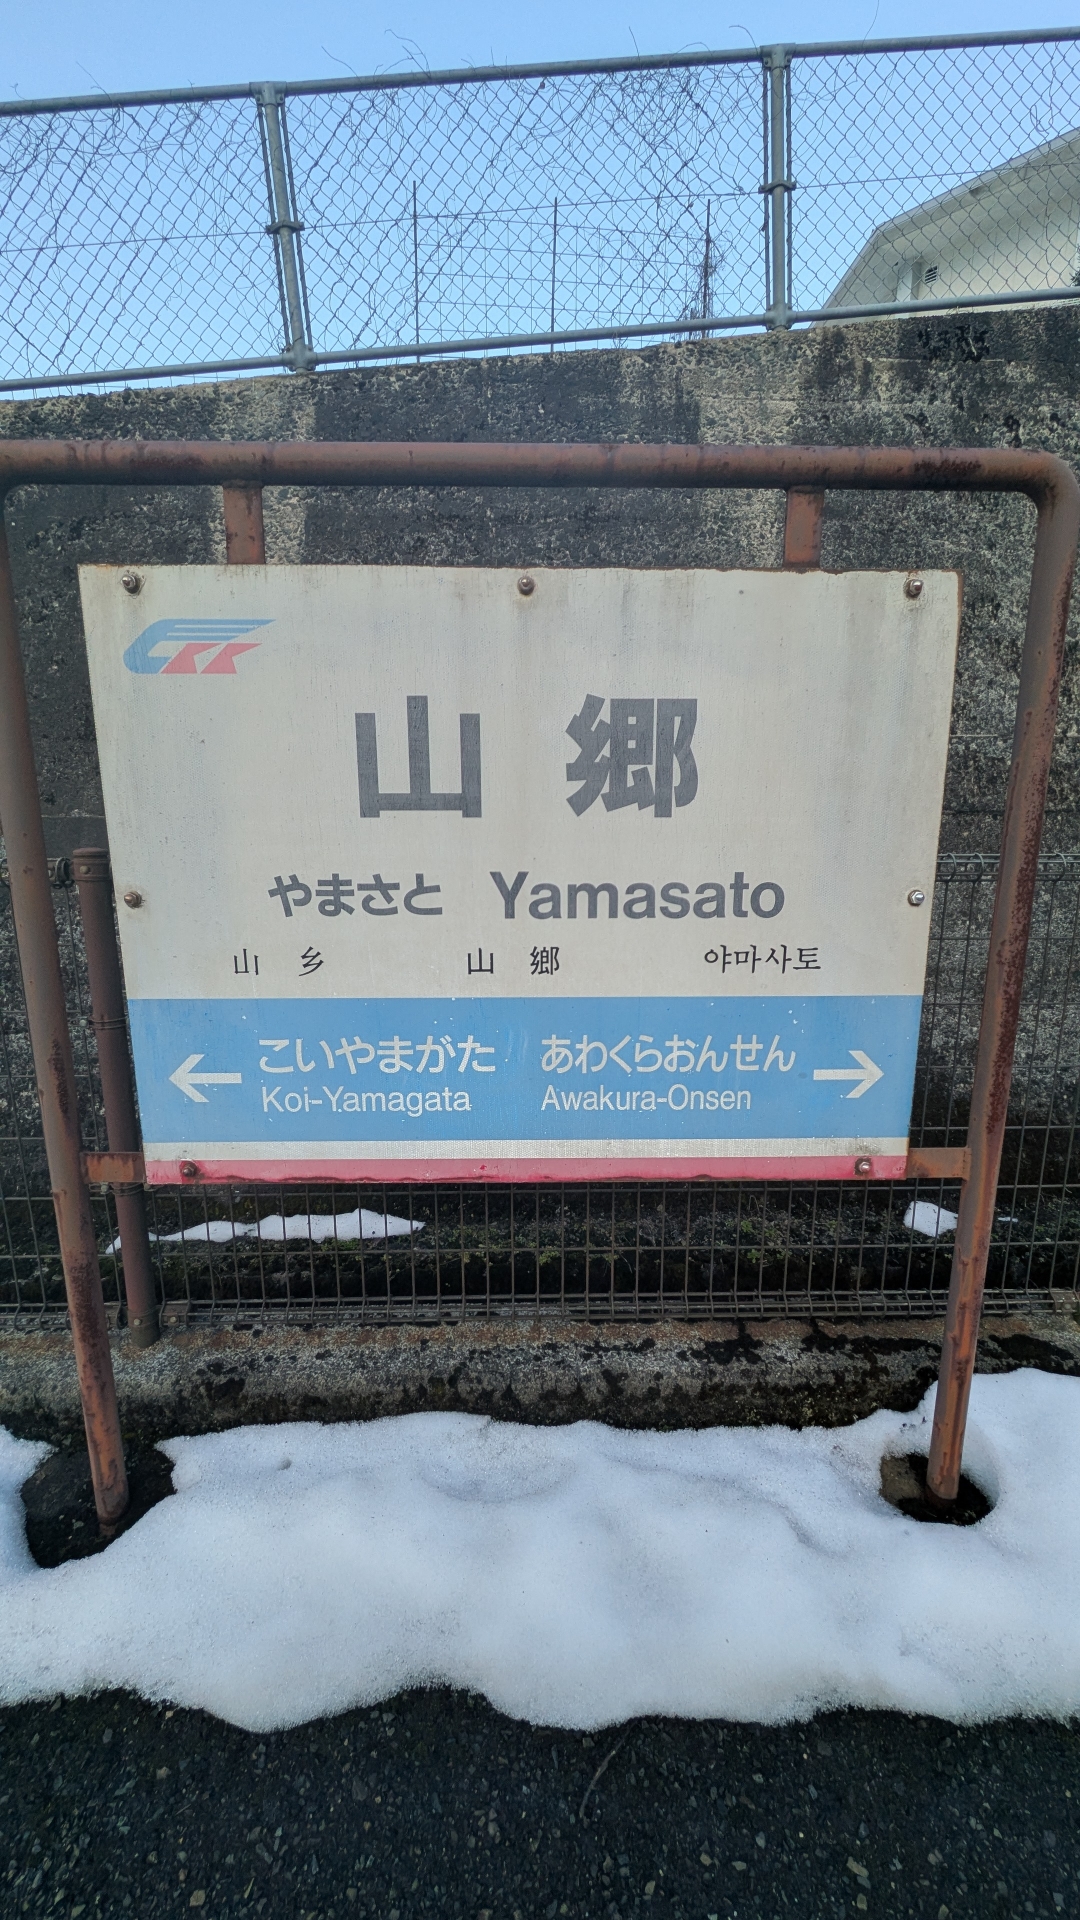 山郷
やまさと Yamasato
山乡 山鄉 야마사토
← こいやまがた あわくらおんせん →
Koi-Yamagata Awakura-Onsen